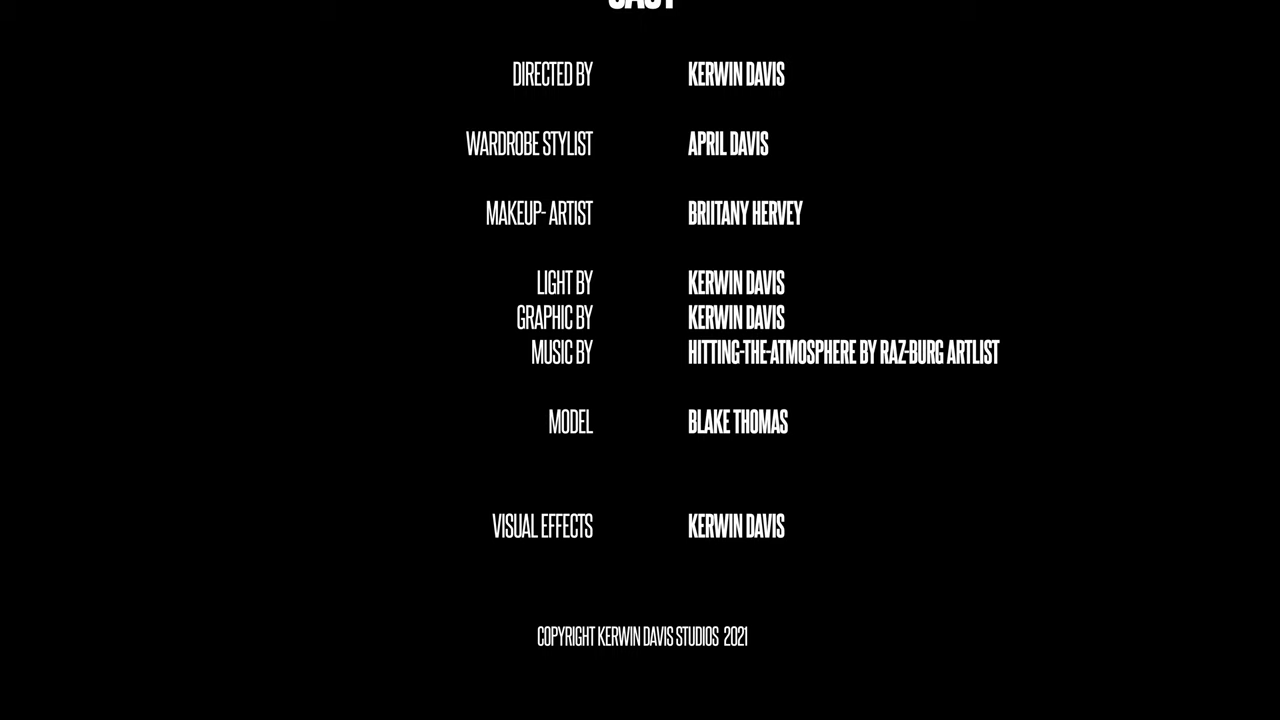 CAST
DIRECTED BY KERWIN DAVIS
WARDROBE STYLIST APRIL DAVIS
MAKEUP- ARTIST BRIITANY HERVEY
LIGHT BY KERWIN DAVIS
GRAPHIC BY KERWIN DAVIS
MUSIC BY HITTING-THE-ATMOSPHERE BY RAZ-BURG ARTLIST
MODEL BLAKE THOMAS
VISUAL EFFECTS KERWIN DAVIS
COPYRIGHT KERWIN DAVIS STUDIOS 2021